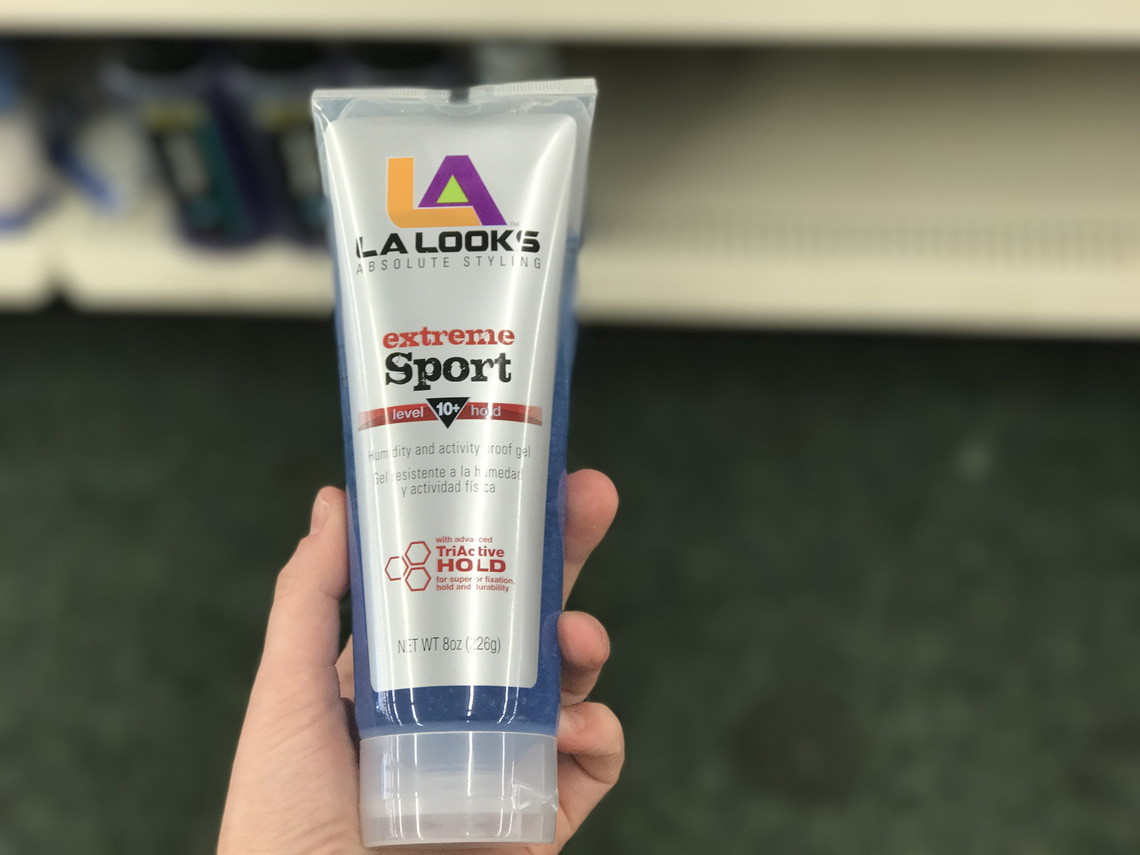 LA™
LA LOOKS
ABSOLUTE STYLING
extreme
Sport
level 10+ hold
Humidity and activity proof gel
Gel resistente a la humedad
y actividad física
with advanced
TriActive
HOLD
for superior fixation,
hold and durability
NET WT 8oz (226g)